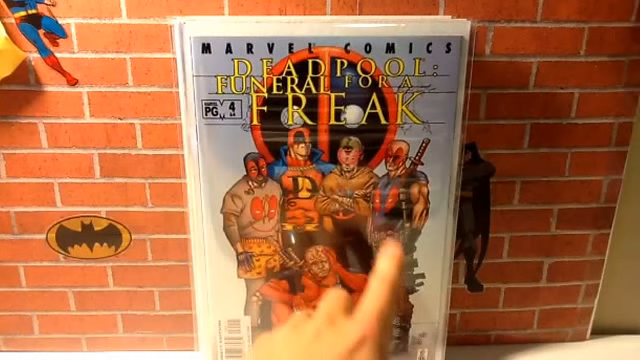 MARVEL COMICS
DEADPOOL:
FUNERAL FOR A
FREAK
PG
4
D